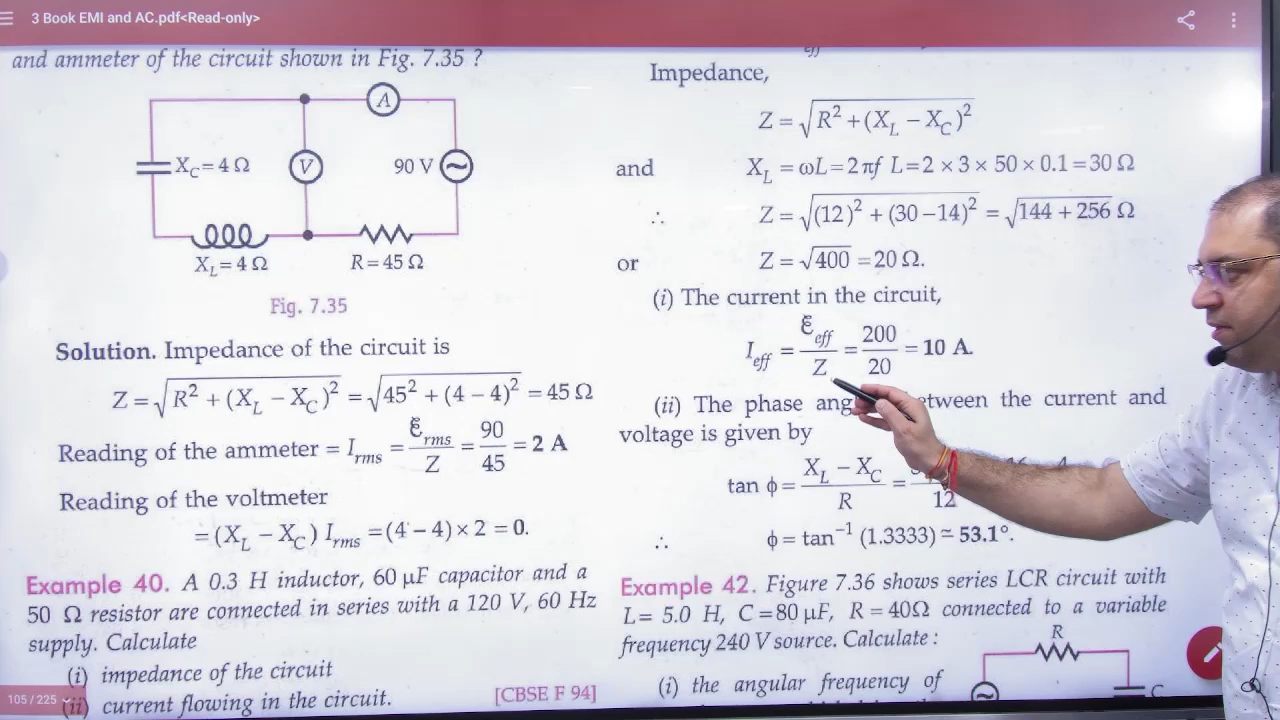 3 Book EMI and AC.pdf<Read-only>
and ammeter of the circuit shown in Fig. 7.35 ?
A
X_C = 4 Ω
V
90 V
X_L = 4 Ω
R = 45 Ω
Fig. 7.35
Solution. Impedance of the circuit is
Z = √(R² + (X_L − X_C)²) = √(45² + (4 − 4)²) = 45 Ω
Reading of the ammeter = I_rms = ℰ_rms / Z = 90 / 45 = 2 A
Reading of the voltmeter
= (X_L − X_C) I_rms = (4 − 4) × 2 = 0.
Example 40. A 0.3 H inductor, 60 μF capacitor and a
50 Ω resistor are connected in series with a 120 V, 60 Hz
supply. Calculate
(i) impedance of the circuit
(ii) current flowing in the circuit.
[CBSE F 94]
105 / 225
eff
Impedance,
Z = √(R² + (X_L − X_C)²)
and X_L = ωL = 2 πf L = 2 × 3 × 50 × 0.1 = 30 Ω
∴ Z = √((12)² + (30 − 14)²) = √(144 + 256) Ω
or Z = √400 = 20 Ω.
(i) The current in the circuit,
I_eff = ℰ_eff / Z = 200 / 20 = 10 A.
(ii) The phase between the current and
voltage is given by
tan ϕ = (X_L − X_C) / R = 12
∴ ϕ = tan⁻¹ (1.3333) ≃ 53.1°.
Example 42. Figure 7.36 shows series LCR circuit with
L = 5.0 H, C = 80 μF, R = 40Ω connected to a variable
frequency 240 V source. Calculate :
R
(i) the angular frequency of
C